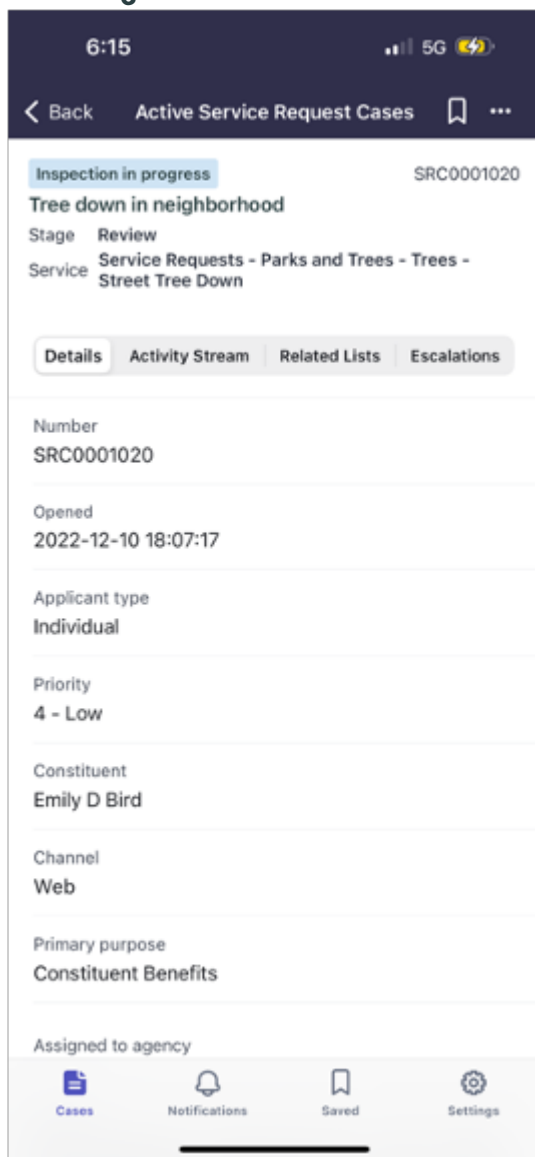 6:15 5G
Back Active Service Request Cases
Inspection in progress SRC0001020
Tree down in neighborhood
Stage Review
Service Service Requests - Parks and Trees - Trees -
Street Tree Down
Details Activity Stream Related Lists Escalations
Number
SRC0001020
Opened
2022-12-10 18:07:17
Applicant type
Individual
Priority
4 - Low
Constituent
Emily D Bird
Channel
Web
Primary purpose
Constituent Benefits
Assigned to agency
Cases Notifications Saved Settings